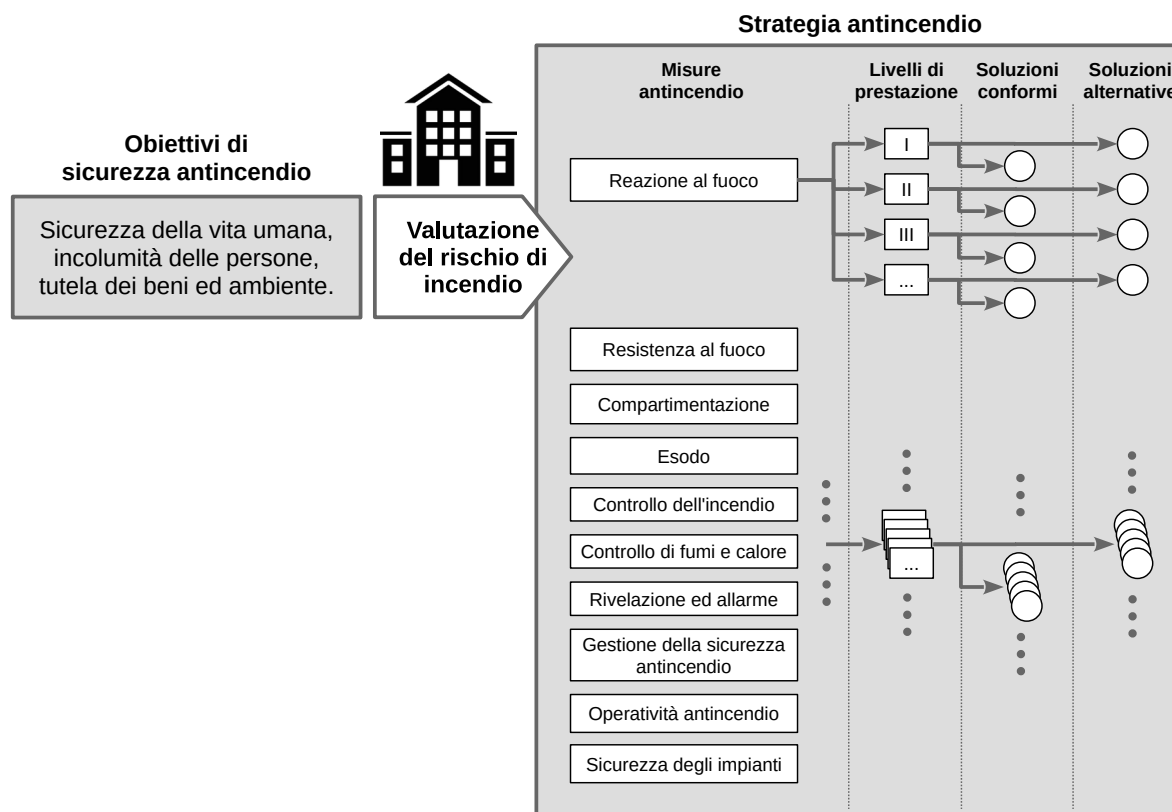 Strategia antincendio
Obiettivi di
sicurezza antincendio
Sicurezza della vita umana,
incolumità delle persone,
tutela dei beni ed ambiente.
Valutazione
del rischio di
incendio
Misure
antincendio
Livelli di
prestazione
Soluzioni
conformi
Soluzioni
alternative
Reazione al fuoco
I
II
III
...
Resistenza al fuoco
Compartimentazione
Esodo
Controllo dell'incendio
Controllo di fumi e calore
...
Rivelazione ed allarme
Gestione della sicurezza
antincendio
Operatività antincendio
Sicurezza degli impianti